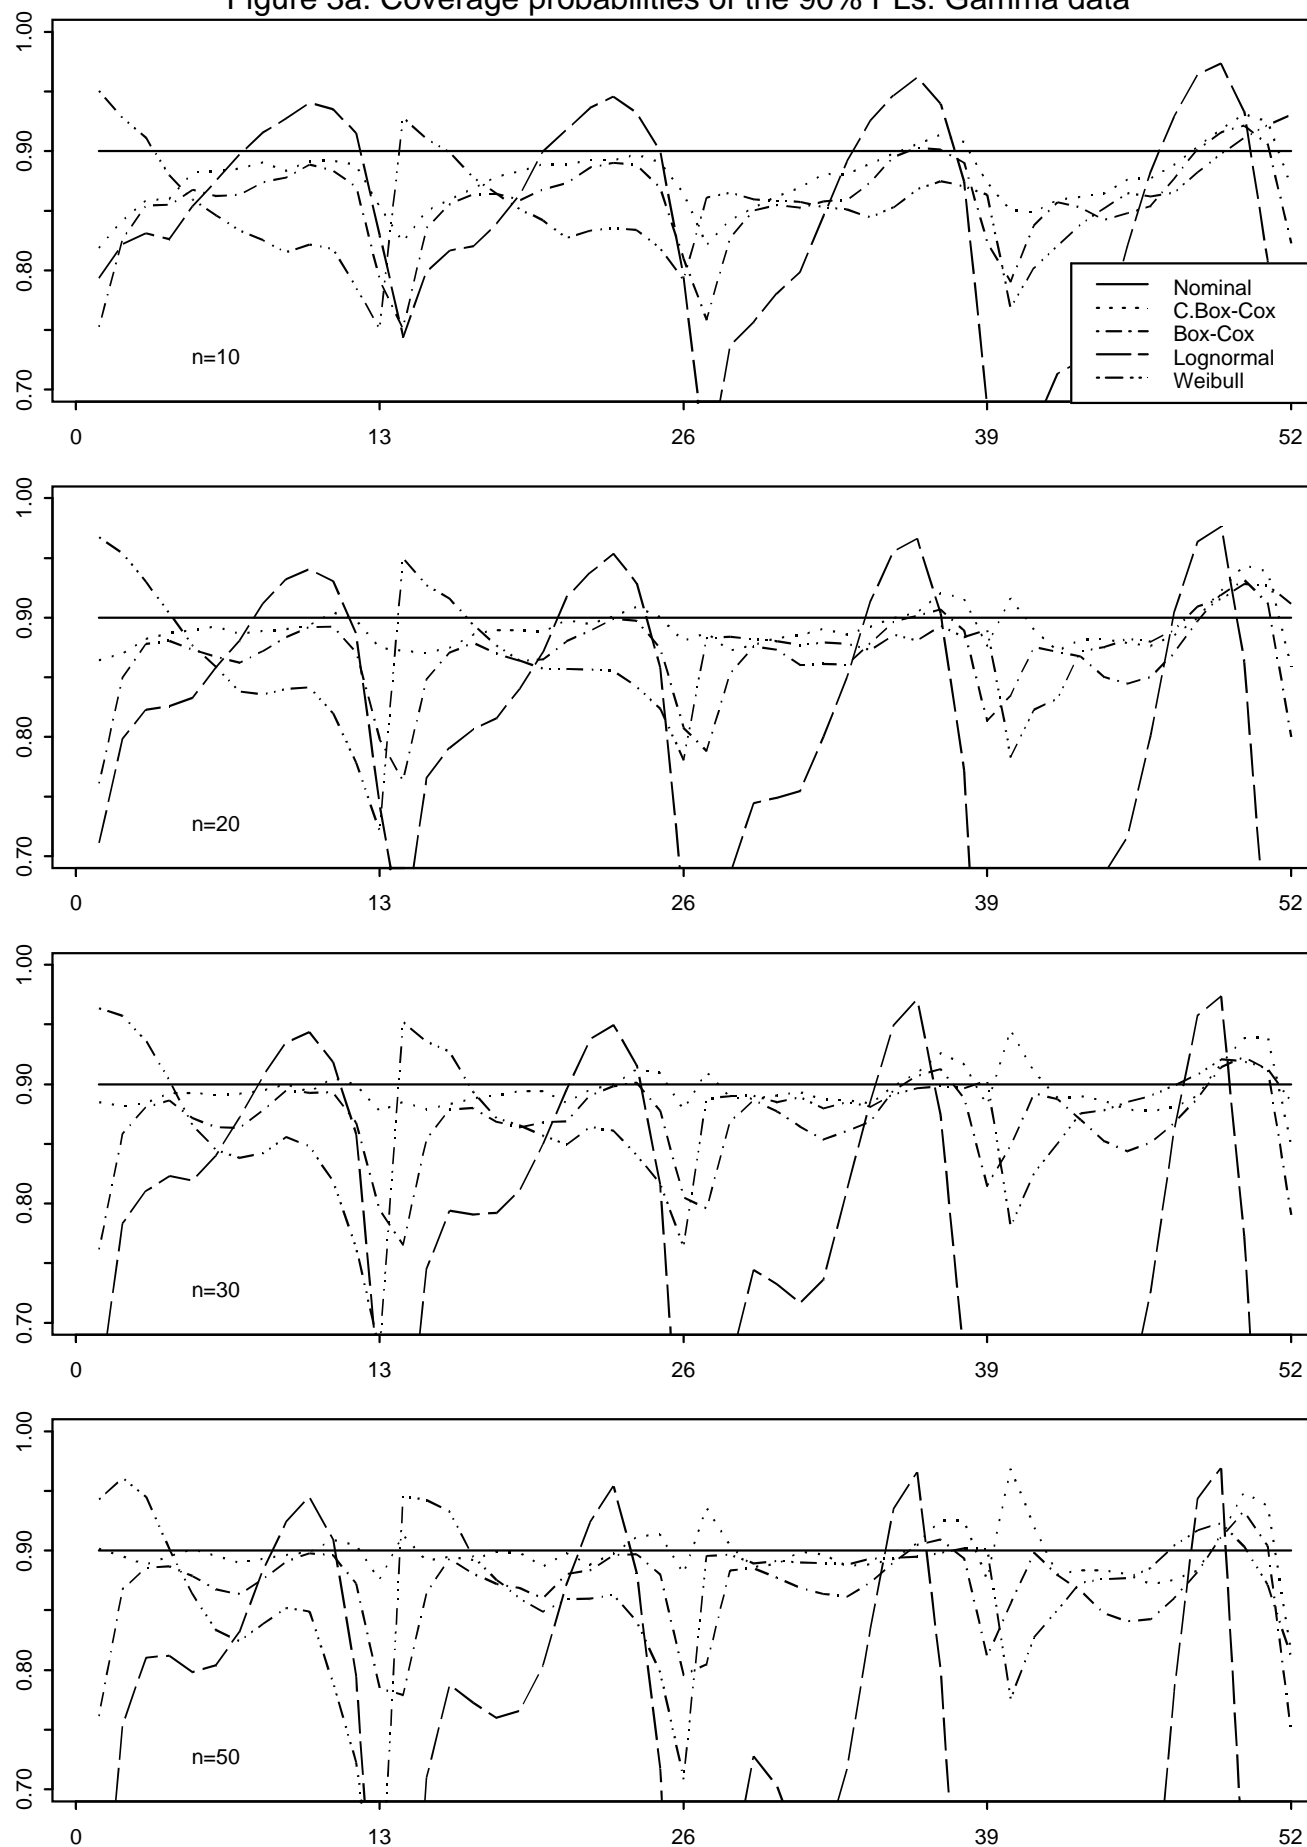 Figure 3a. Coverage probabilities of the 90% PLs: Gamma data
1.00
0.90
0.80
0.70
n=10
Nominal
C.Box-Cox
Box-Cox
Lognormal
Weibull
0 13 26 39 52
1.00
0.90
0.80
0.70
n=20
0 13 26 39 52
1.00
0.90
0.80
0.70
n=30
0 13 26 39 52
1.00
0.90
0.80
0.70
n=50
0 13 26 39 52